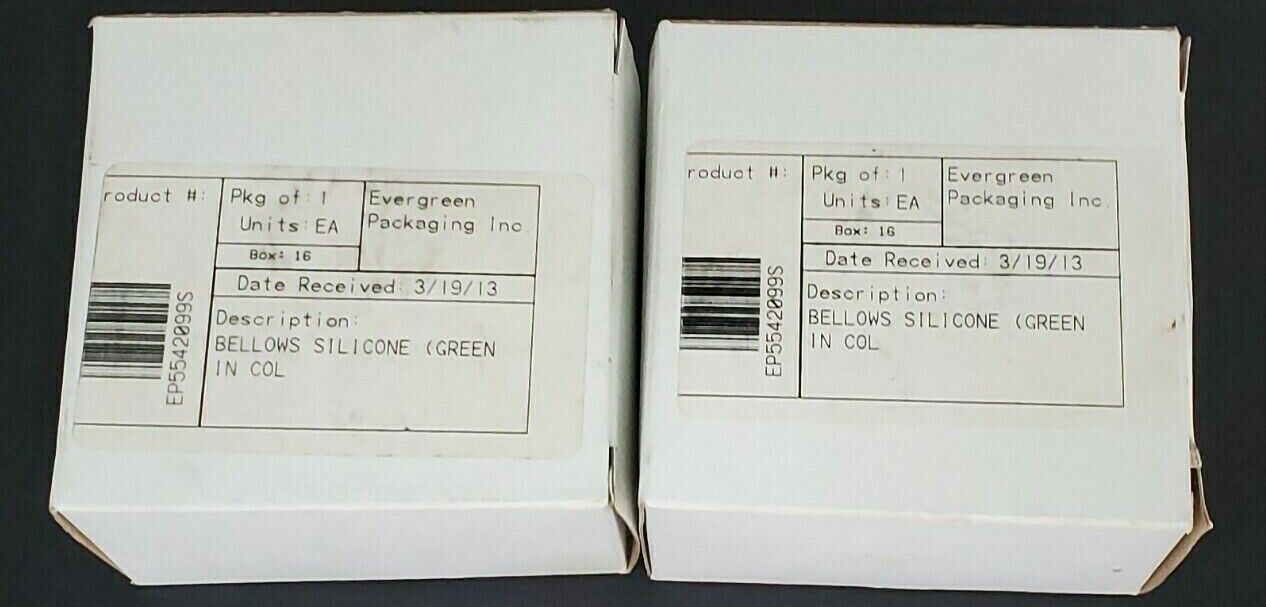 roduct #:
Pkg of: 1
Units: EA
Box: 16
Evergreen
Packaging Inc.
Date Received: 3/19/13
EP5542099S
Description:
BELLOWS SILICONE (GREEN
IN COL
roduct #:
Pkg of: 1
Units: EA
Box: 16
Evergreen
Packaging Inc.
Date Received: 3/19/13
EP5542099S
Description:
BELLOWS SILICONE (GREEN
IN COL